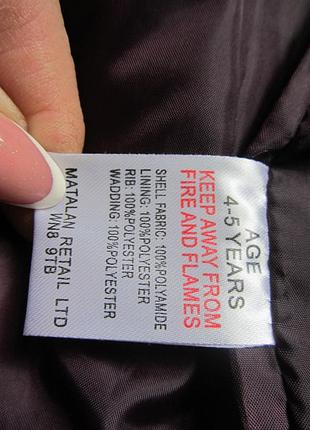 AGE
4-5 YEARS
KEEP AWAY FROM
FIRE AND FLAMES
SHELL FABRIC: 100%POLYAMIDE
LINING: 100%POLYESTER
RIB: 100%POLYESTER
WADDING: 100%POLYESTER
MATALAN RETAIL LTD
WN8 9TB